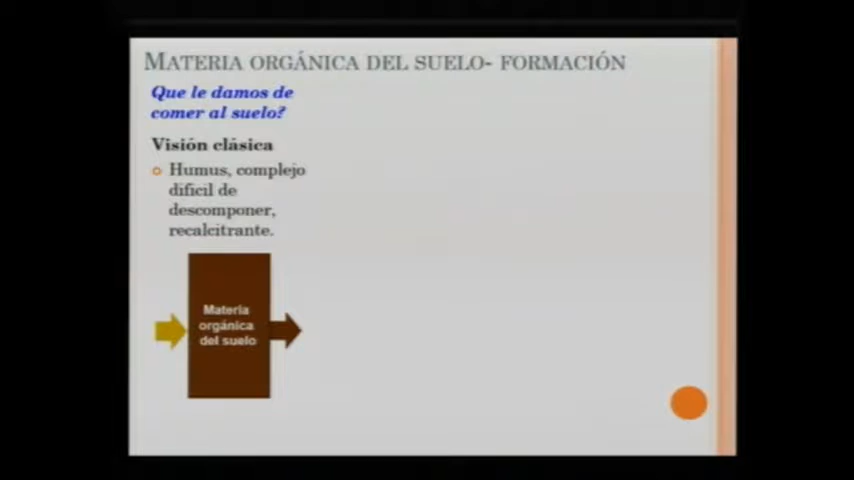 MATERIA ORGÁNICA DEL SUELO- FORMACIÓN
Que le damos de
comer al suelo?
Visión clásica
Humus, complejo
dificil de
descomponer,
recalcitrante.
Materia
orgánica
del suelo